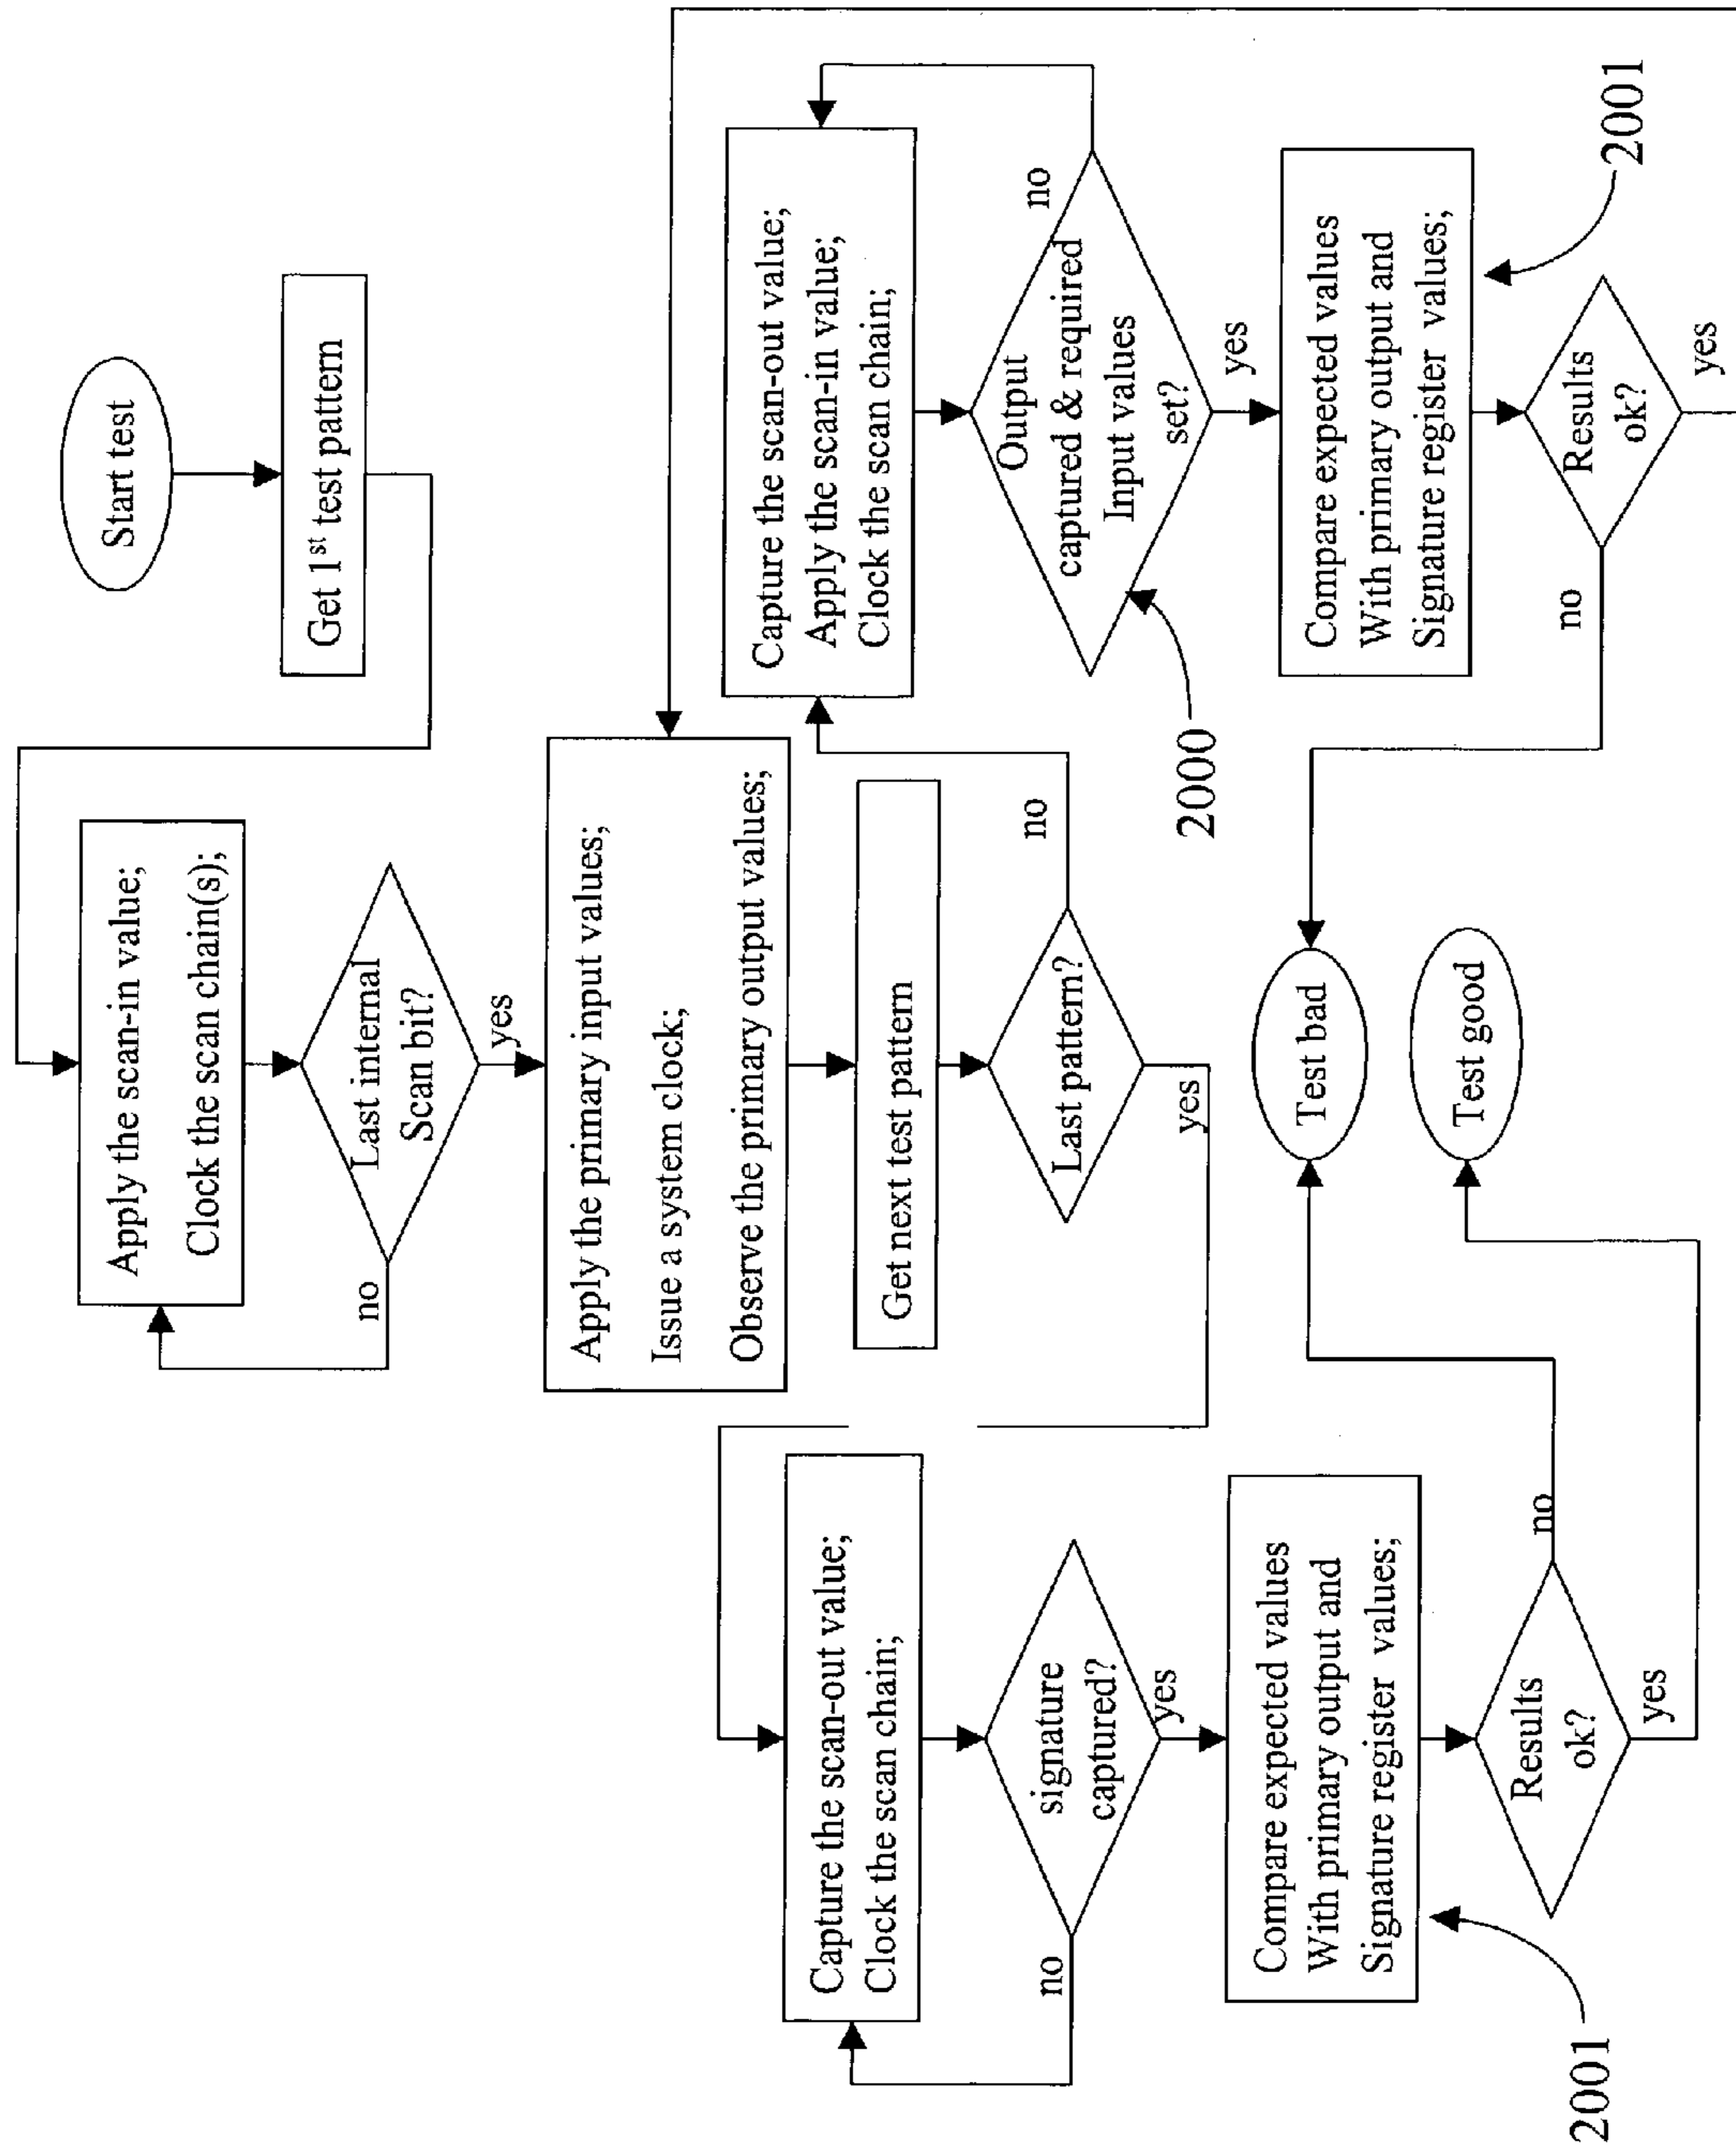 Start test
Get 1st test pattern
Apply the scan-in value;
Clock the scan chain(s);
Last internal
Scan bit?
no
yes
Apply the primary input values;
Issue a system clock;
Observe the primary output values;
Get next test pattern
Last pattern?
no
yes
Capture the scan-out value;
Apply the scan-in value;
Clock the scan chain;
Output
captured & required
Input values
set?
no
yes
2000
Compare expected values
With primary output and
Signature register values;
2001
Results
ok?
no
yes
Capture the scan-out value;
Clock the scan chain;
signature
captured?
no
yes
Compare expected values
With primary output and
Signature register values;
2001
Results
ok?
no
yes
Test bad
Test good